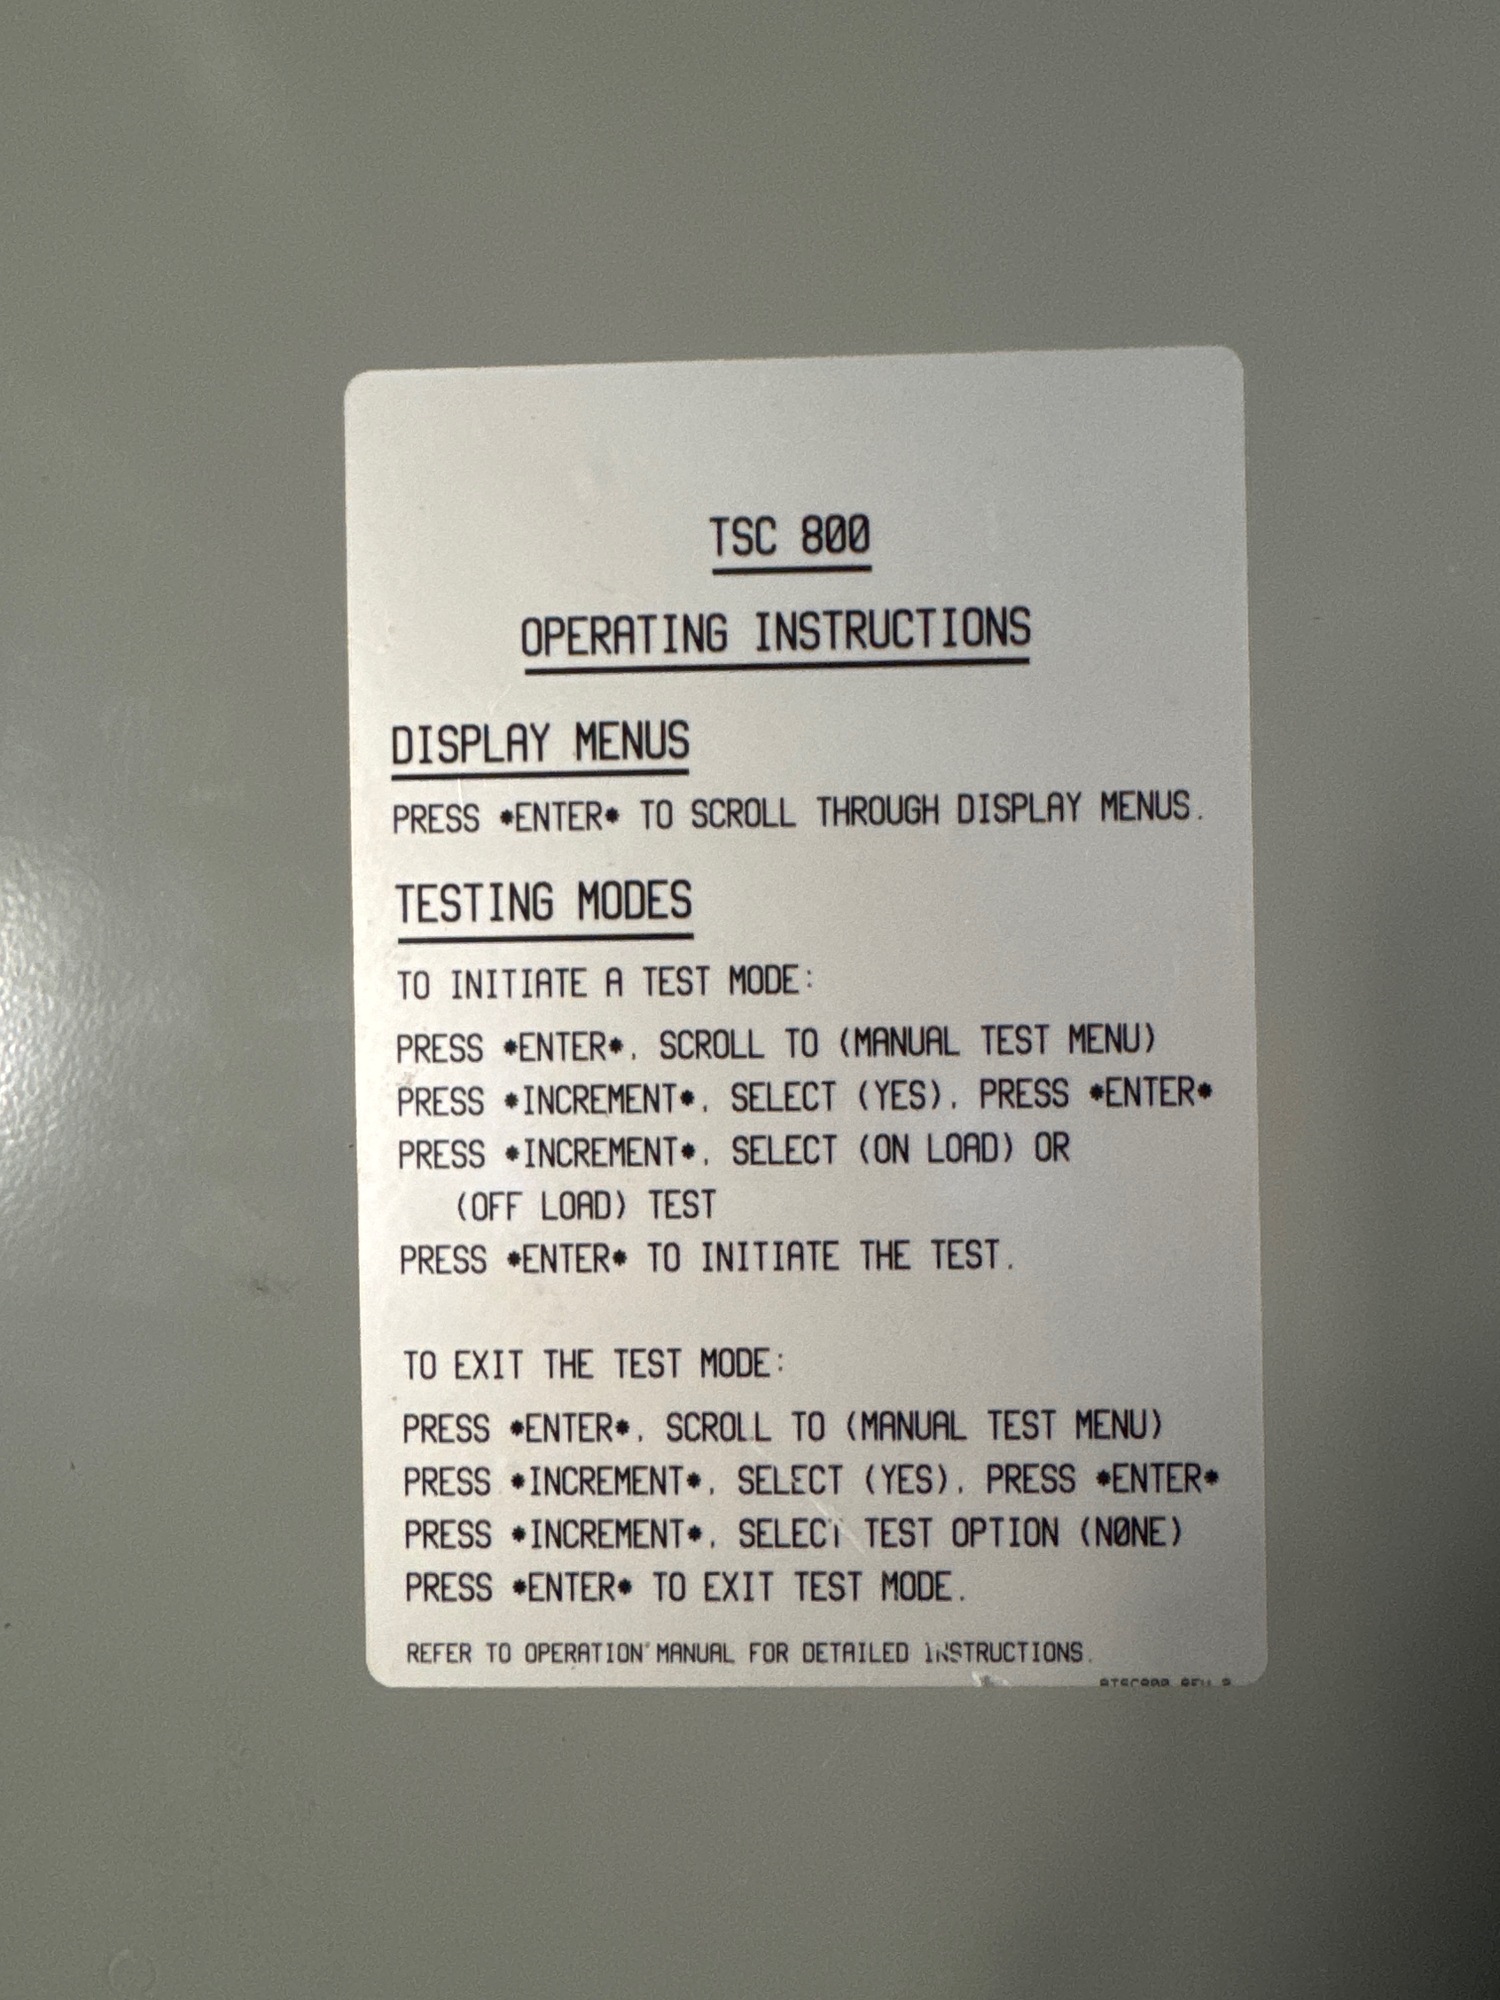 TSC 800
OPERATING INSTRUCTIONS
DISPLAY MENUS
PRESS *ENTER* TO SCROLL THROUGH DISPLAY MENUS.
TESTING MODES
TO INITIATE A TEST MODE:
PRESS *ENTER*, SCROLL TO (MANUAL TEST MENU)
PRESS *INCREMENT*, SELECT (YES), PRESS *ENTER*
PRESS *INCREMENT*, SELECT (ON LOAD) OR
(OFF LOAD) TEST
PRESS *ENTER* TO INITIATE THE TEST.
TO EXIT THE TEST MODE:
PRESS *ENTER*, SCROLL TO (MANUAL TEST MENU)
PRESS *INCREMENT*, SELECT (YES), PRESS *ENTER*
PRESS *INCREMENT*, SELECT TEST OPTION (NØNE)
PRESS *ENTER* TO EXIT TEST MODE.
REFER TO OPERATION MANUAL FOR DETAILED INSTRUCTIONS.